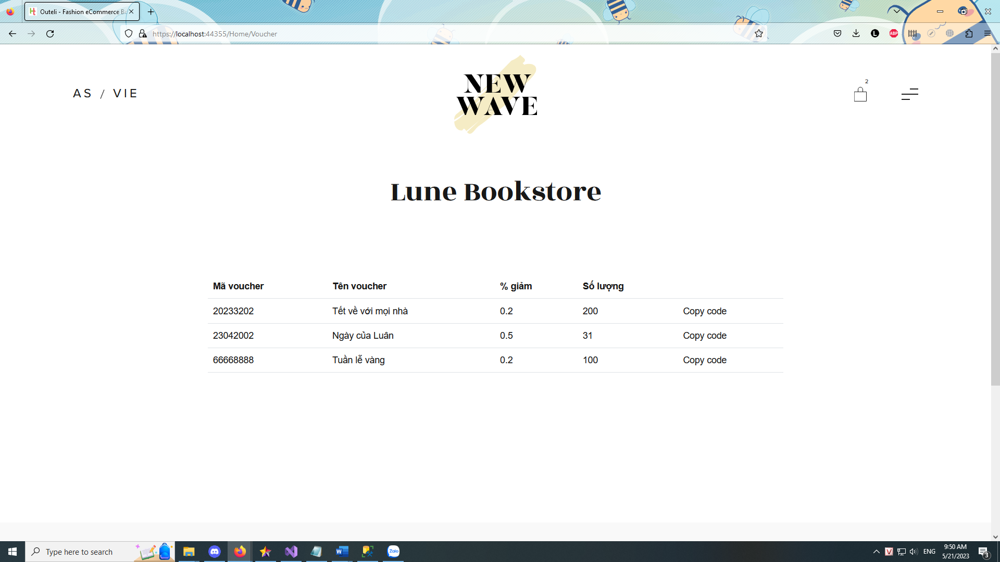 Outeli - Fashion eCommerce Bo
https://localhost:44355/Home/Voucher
ABP
AS / VIE
NEW
WAVE
2
Lune Bookstore
Mã voucher Tên voucher % giảm Số lượng
20233202 Tết về với mọi nhà 0.2 200 Copy code
23042002 Ngày của Luân 0.5 31 Copy code
66668888 Tuần lễ vàng 0.2 100 Copy code
Type here to search
Zalo
ENG
9:50 AM
5/21/2023
3